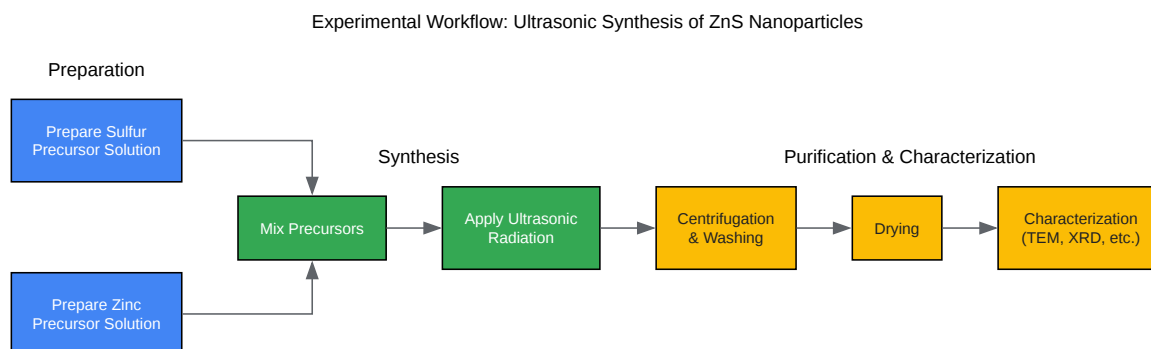 Experimental Workflow: Ultrasonic Synthesis of ZnS Nanoparticles
Preparation
Prepare Sulfur
Precursor Solution
Prepare Zinc
Precursor Solution
Synthesis
Mix Precursors
Apply Ultrasonic
Radiation
Purification & Characterization
Centrifugation
& Washing
Drying
Characterization
(TEM, XRD, etc.)